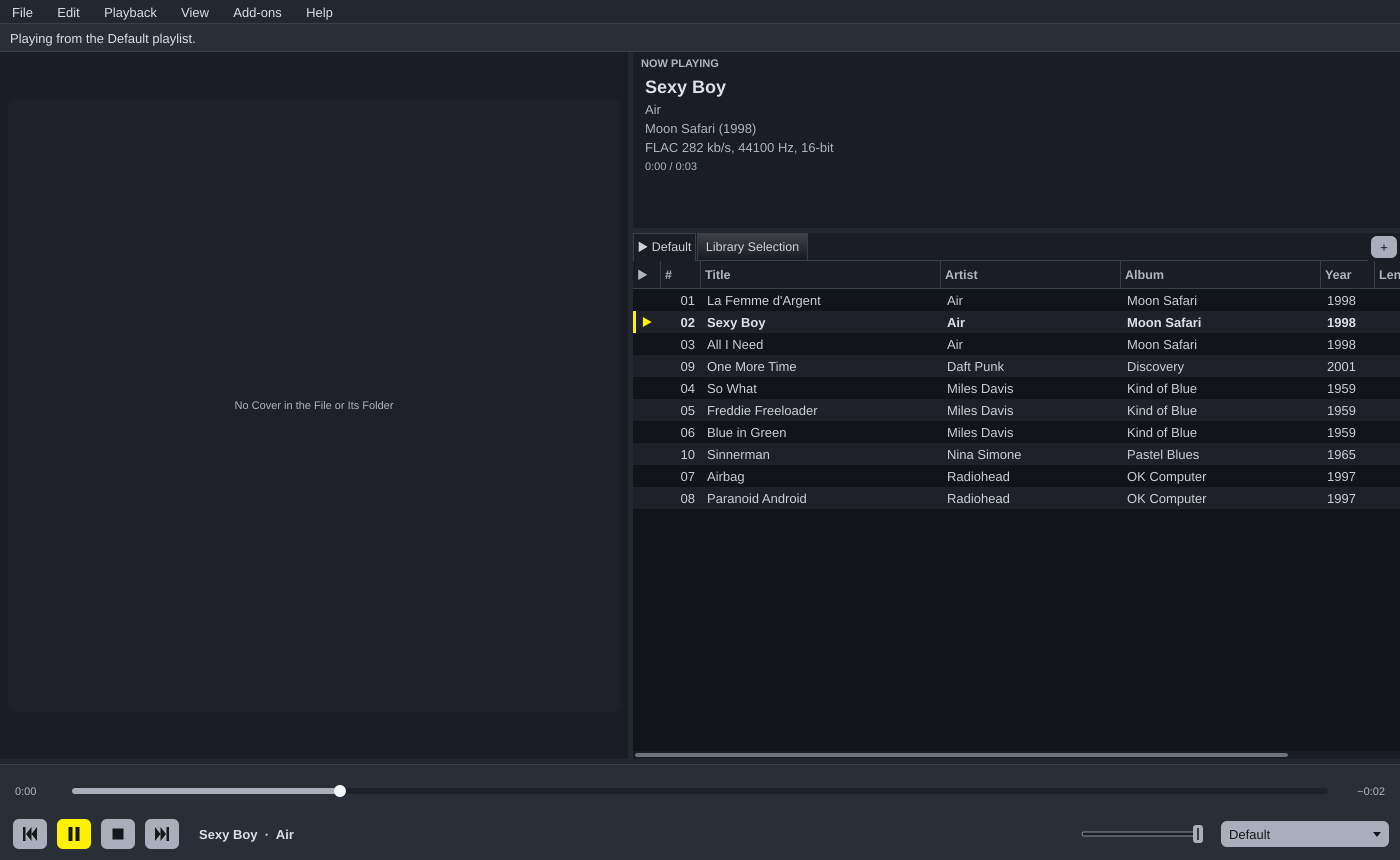 File Edit Playback View Add-ons Help
Playing from the Default playlist.
NOW PLAYING
Sexy Boy
Air
Moon Safari (1998)
FLAC 282 kb/s, 44100 Hz, 16-bit
0:00 / 0:03
No Cover in the File or Its Folder
Default Library Selection +
# Title Artist Album Year Len
01 La Femme d'Argent Air Moon Safari 1998
02 Sexy Boy Air Moon Safari 1998
03 All I Need Air Moon Safari 1998
09 One More Time Daft Punk Discovery 2001
04 So What Miles Davis Kind of Blue 1959
05 Freddie Freeloader Miles Davis Kind of Blue 1959
06 Blue in Green Miles Davis Kind of Blue 1959
10 Sinnerman Nina Simone Pastel Blues 1965
07 Airbag Radiohead OK Computer 1997
08 Paranoid Android Radiohead OK Computer 1997
0:00 −0:02
Sexy Boy · Air Default